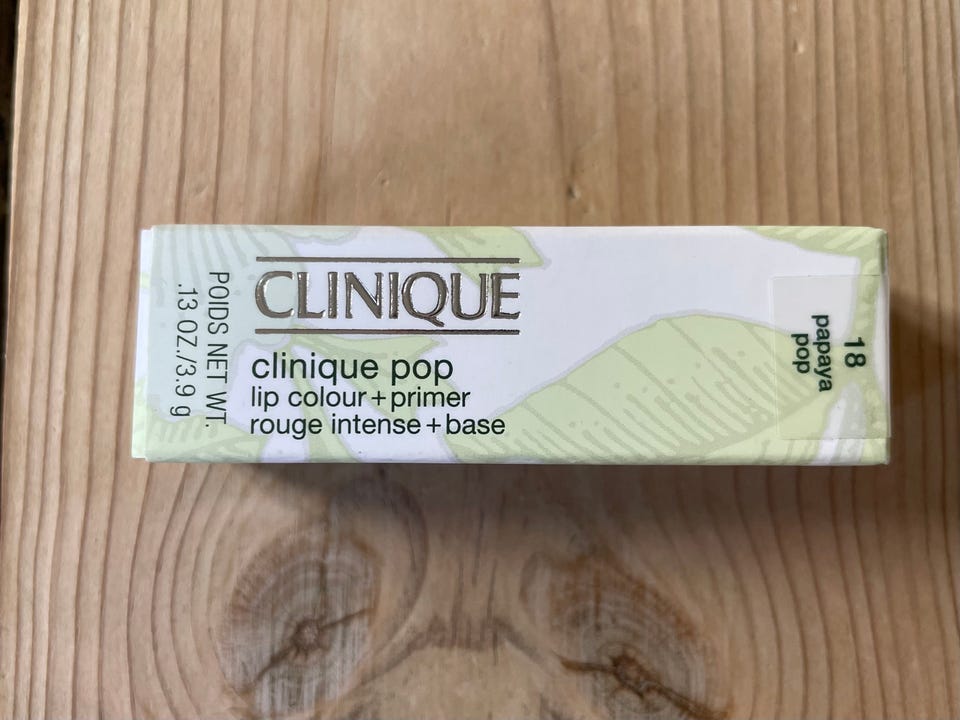 CLINIQUE
clinique pop
lip colour+primer
rouge intense+base
POIDS NET WT.
.13 OZ./3.9 g
18
papaya
pop